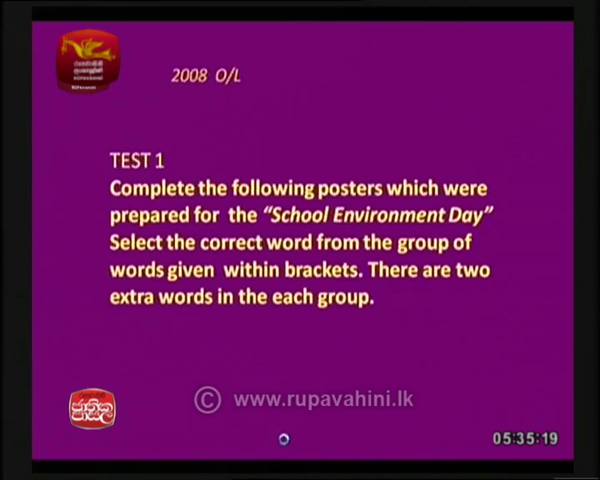 2008 O/L
TEST 1
Complete the following posters which were
prepared for the “School Environment Day”
Select the correct word from the group of
words given within brackets. There are two
extra words in the each group.
© www.rupavahini.lk
05:35:19